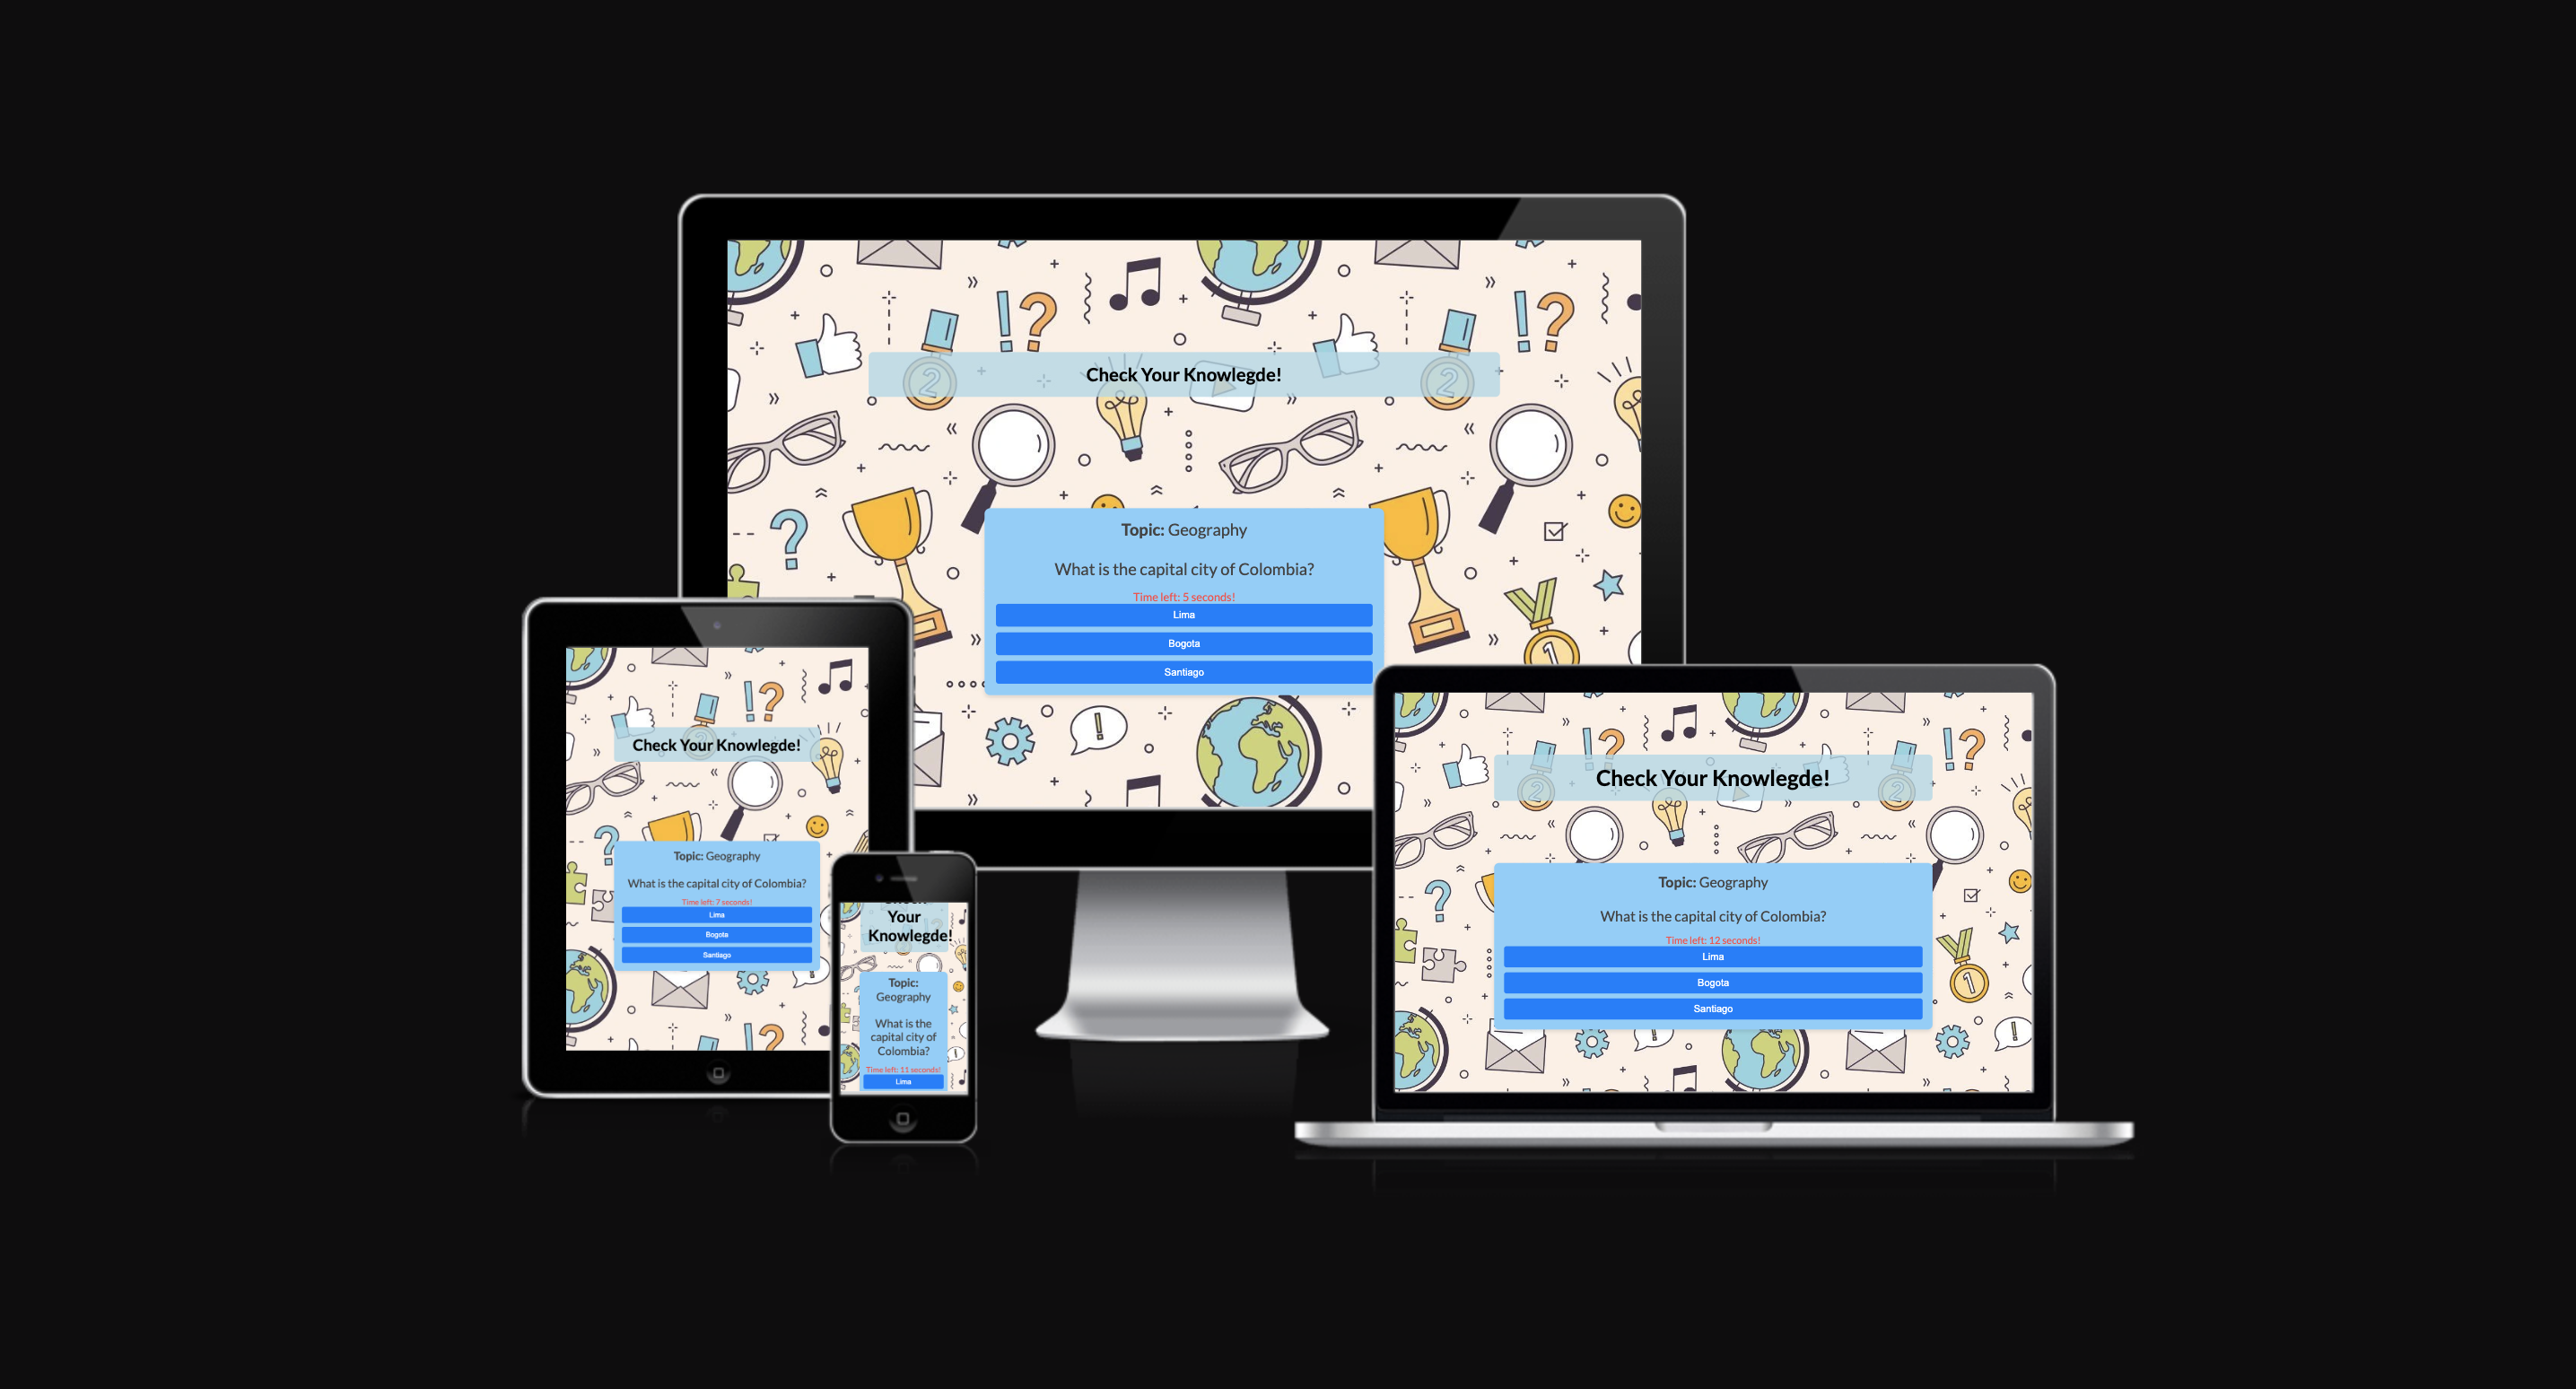 Check Your Knowlegde!
Topic: Geography
What is the capital city of Colombia?
Time left: 5 seconds!
Lima
Bogota
Santiago
Check Your Knowlegde!
Topic: Geography
What is the capital city of Colombia?
Time left: 7 seconds!
Lima
Bogota
Santiago
Check
Your
Knowlegde!
Topic:
Geography
What is the
capital city of
Colombia?
Time left: 11 seconds!
Lima
Check Your Knowlegde!
Topic: Geography
What is the capital city of Colombia?
Time left: 12 seconds!
Lima
Bogota
Santiago